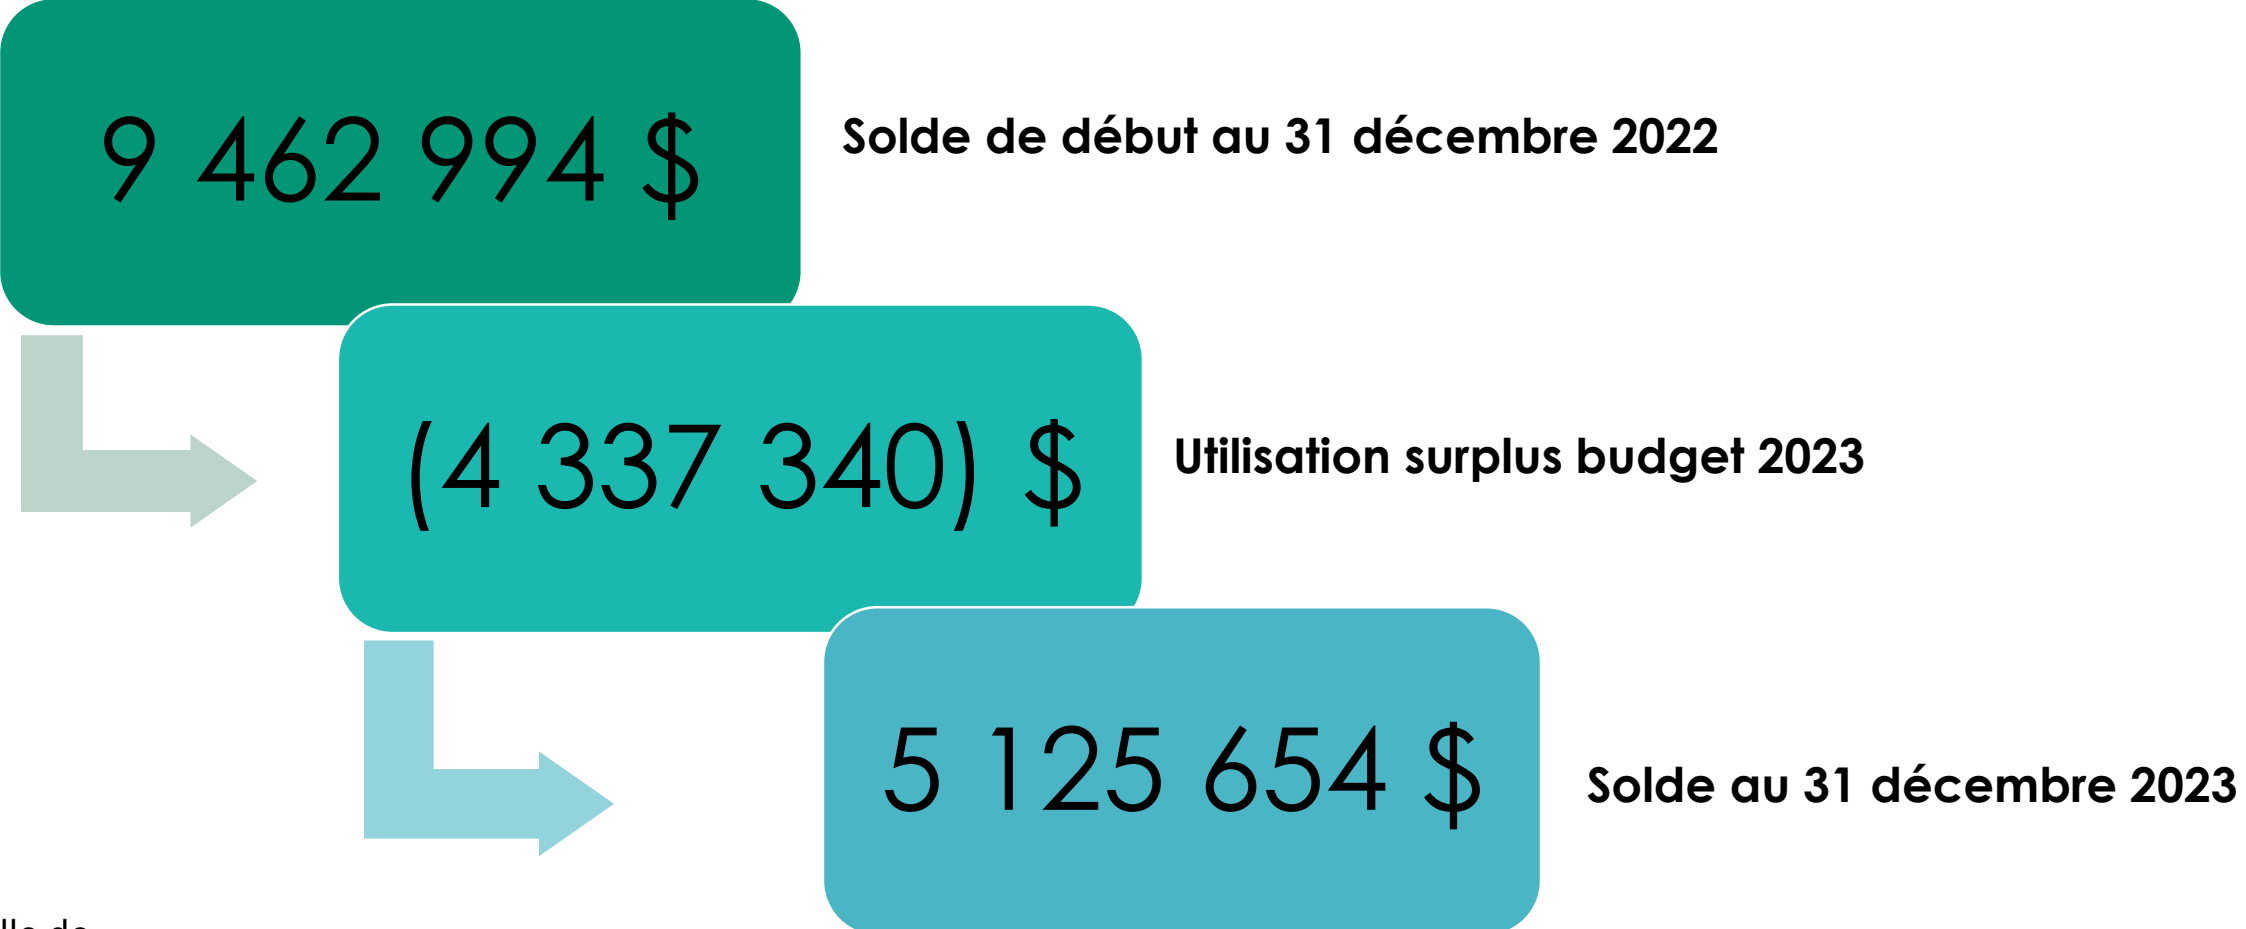 9 462 994 $
Solde de début au 31 décembre 2022
(4 337 340) $
Utilisation surplus budget 2023
5 125 654 $
Solde au 31 décembre 2023